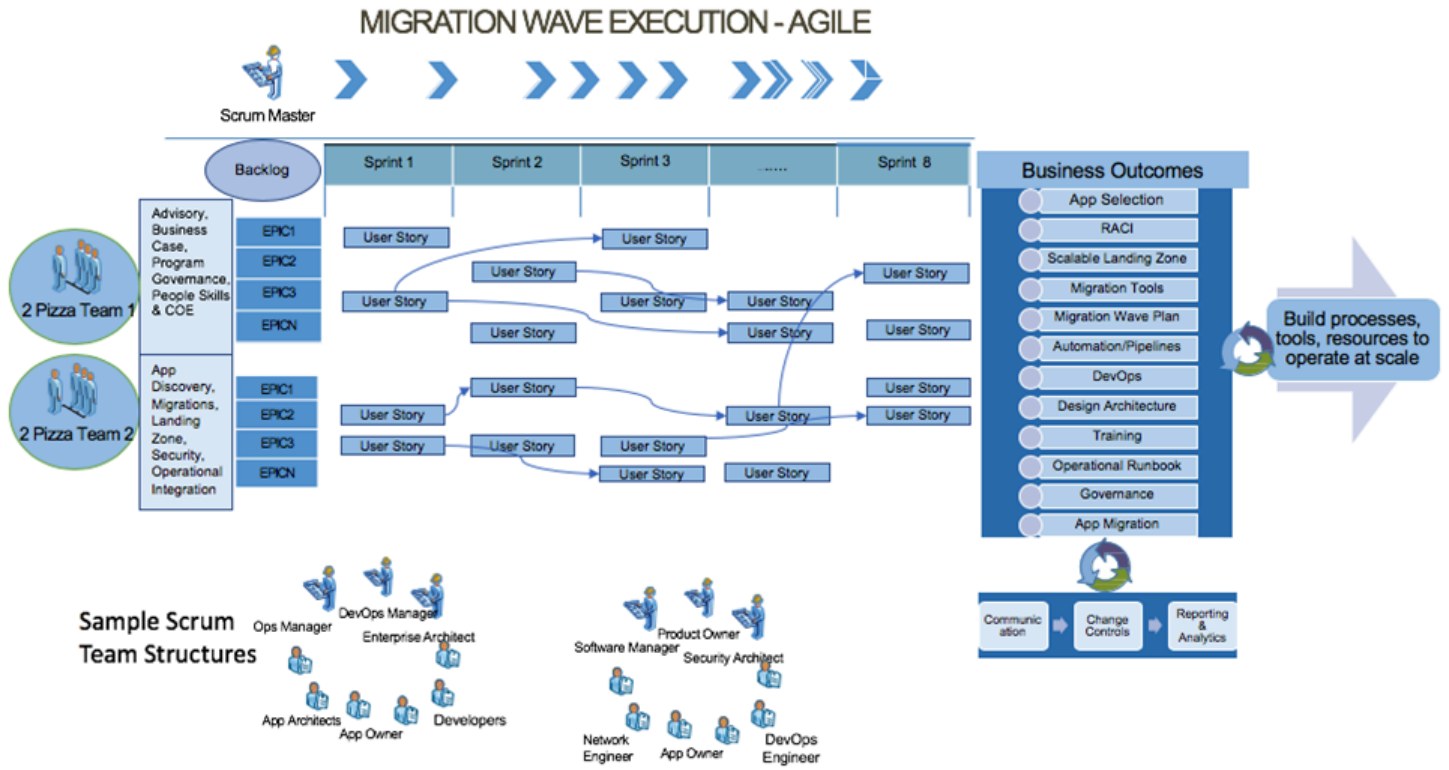 MIGRATION WAVE EXECUTION - AGILE
Scrum Master
Backlog
Sprint 1
Sprint 2
Sprint 3
.......
Sprint 8
2 Pizza Team 1
Advisory,
Business
Case,
Program
Governance,
People Skills
& COE
EPIC1
User Story
User Story
EPIC2
User Story
User Story
EPIC3
User Story
User Story
User Story
EPICN
User Story
User Story
User Story
2 Pizza Team 2
App
Discovery,
Migrations,
Landing
Zone,
Security,
Operational
Integration
EPIC1
User Story
User Story
EPIC2
User Story
User Story
User Story
EPIC3
User Story
User Story
User Story
EPICN
User Story
User Story
Business Outcomes
App Selection
RACI
Scalable Landing Zone
Migration Tools
Migration Wave Plan
Automation/Pipelines
DevOps
Design Architecture
Training
Operational Runbook
Governance
App Migration
Build processes,
tools, resources to
operate at scale
Communic
ation
Change
Controls
Reporting
&
Analytics
Sample Scrum
Team Structures
Ops Manager
DevOps Manager
Enterprise Architect
App Architects
App Owner
Developers
Software Manager
Product Owner
Security Architect
Network
Engineer
App Owner
DevOps
Engineer